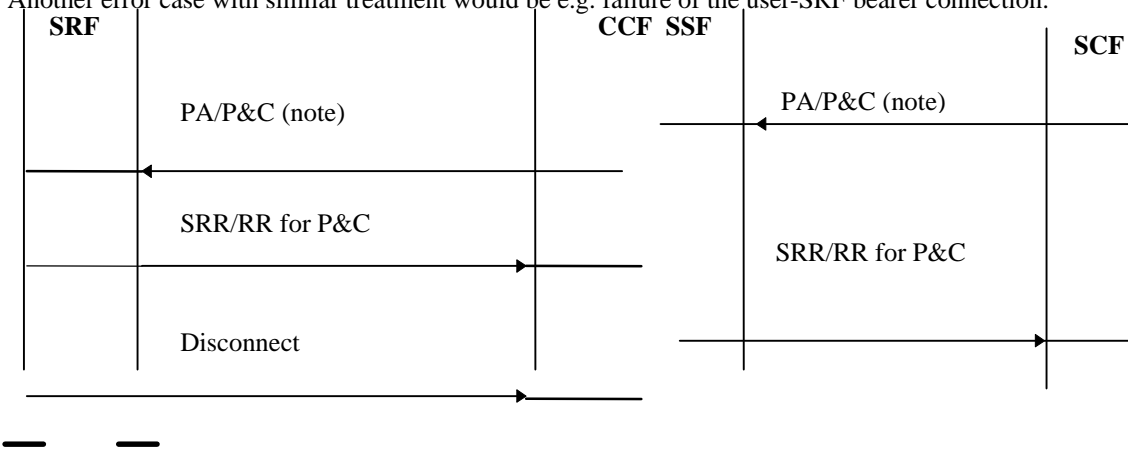 Another error case with similar treatment would be e.g. failure of the user-SRF bearer connection.
SRF CCF SSF SCF
PA/P&C (note) PA/P&C (note)
SRR/RR for P&C SRR/RR for P&C
Disconnect